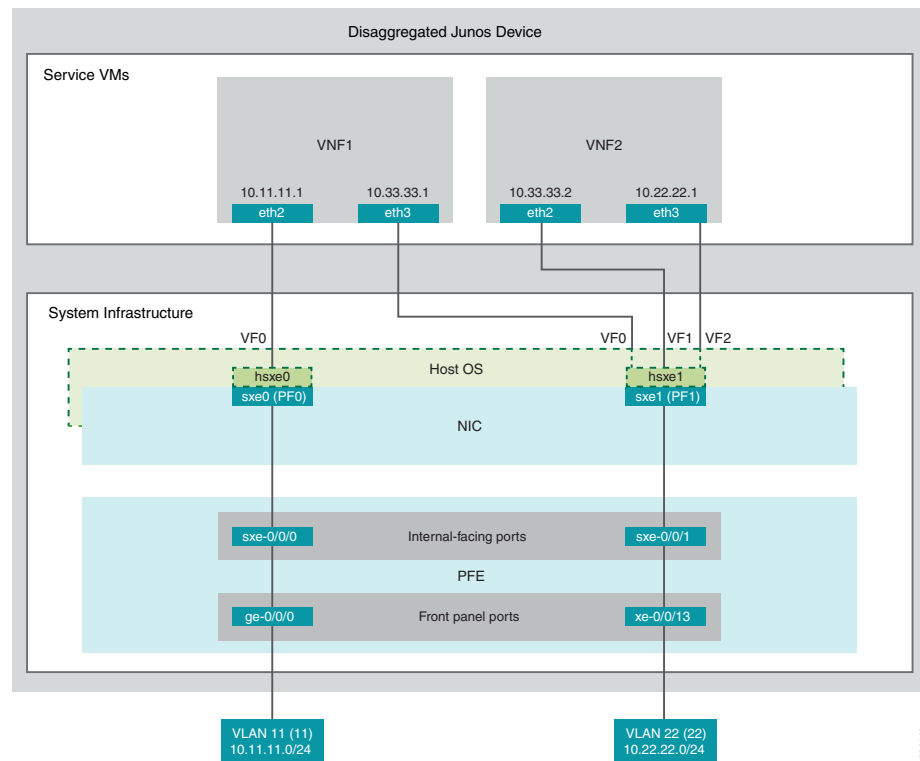 Disaggregated Junos Device
Service VMs
VNF1
VNF2
10.11.11.1
10.33.33.1
10.33.33.2
10.22.22.1
eth2
eth3
eth2
eth3
System Infrastructure
VF0
VF0
VF1
VF2
Host OS
hsxe0
hsxe1
sxe0 (PF0)
sxe1 (PF1)
NIC
sxe-0/0/0
Internal-facing ports
sxe-0/0/1
PFE
ge-0/0/0
Front panel ports
xe-0/0/13
VLAN 11 (11)
10.11.11.0/24
VLAN 22 (22)
10.22.22.0/24